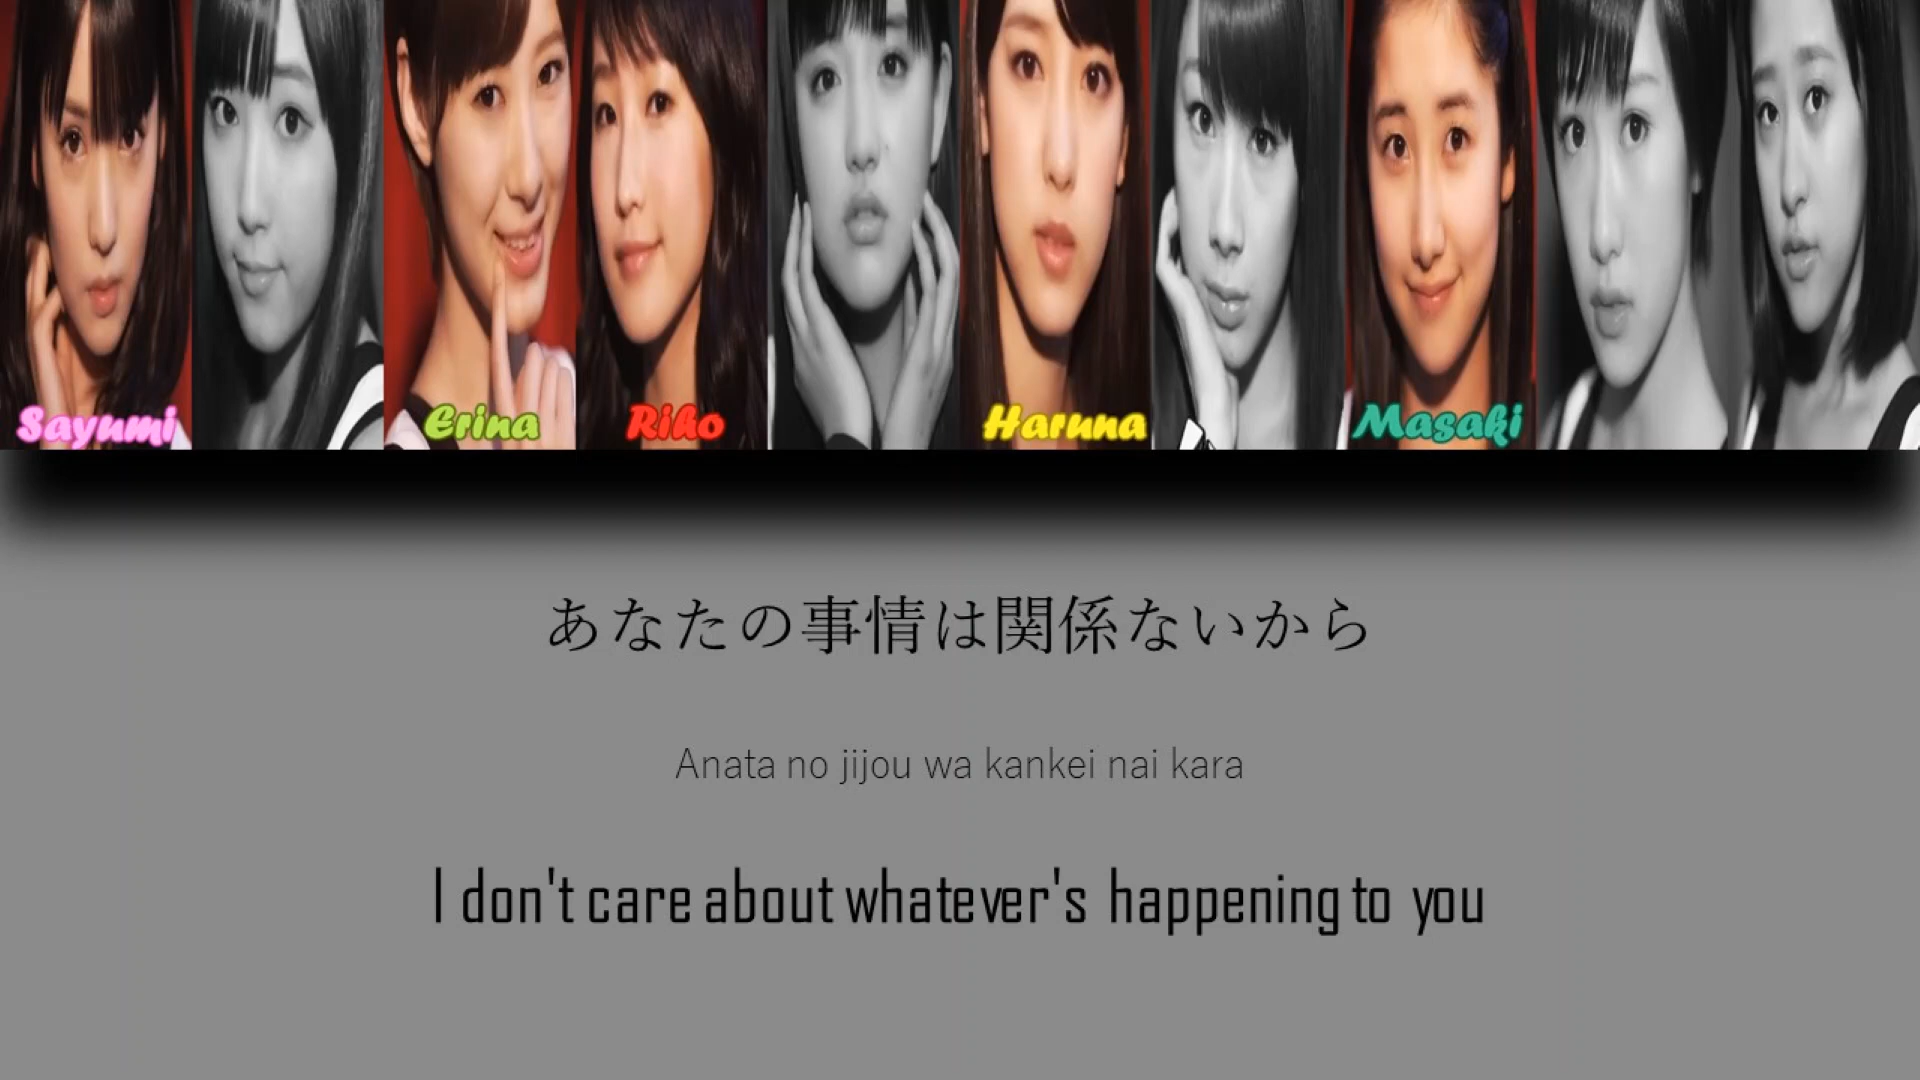 Sayumi Erina Riho Haruna Masaki
あなたの事情は関係ないから
Anata no jijou wa kankei nai kara
I don't care about whatever's happening to you